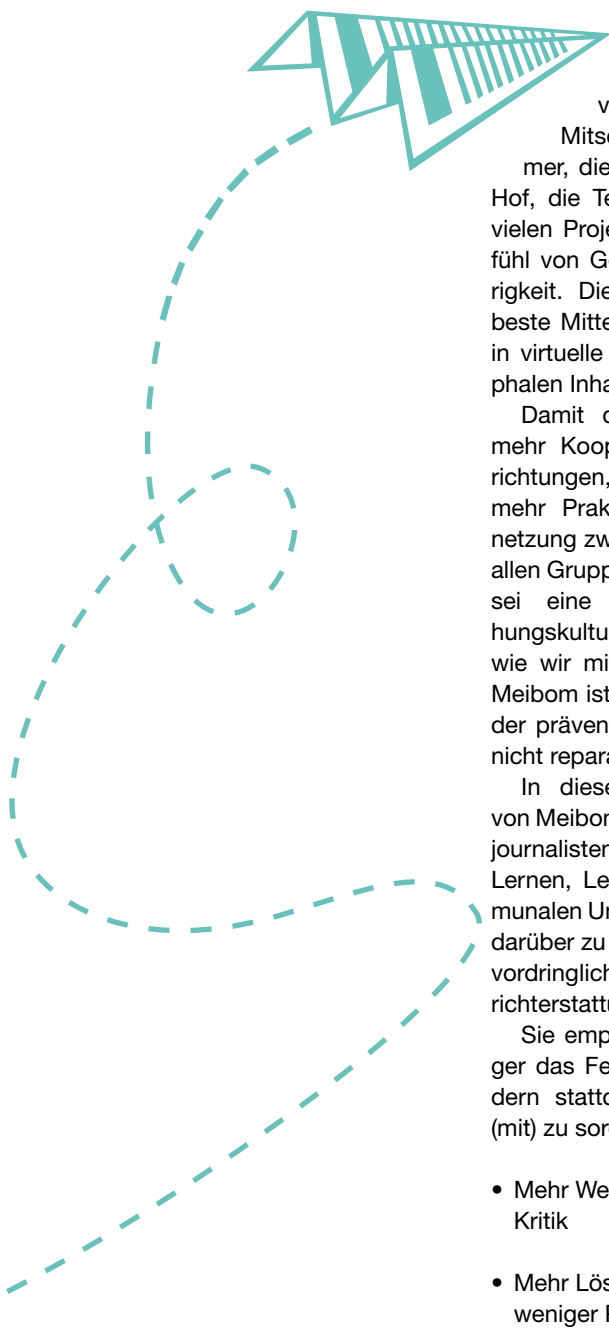 v
Mitsc
mer, die
Hof, die Te
vielen Proje
fühl von Ge
rigkeit. Die
beste Mitte
in virtuelle
phalen Inha
Damit d
mehr Koop
richtungen,
mehr Prak
netzung zw
allen Grupp
sei eine
hungskultu
wie wir mi
Meibom ist
der präven
nicht repara
In diese
von Meibon
journalisten
Lernen, Le
munalen Un
darüber zu
vordringlich
richterstattu
Sie emp
ger das Fe
dern stattd
(mit) zu sor
• Mehr We
Kritik
• Mehr Lös
weniger P